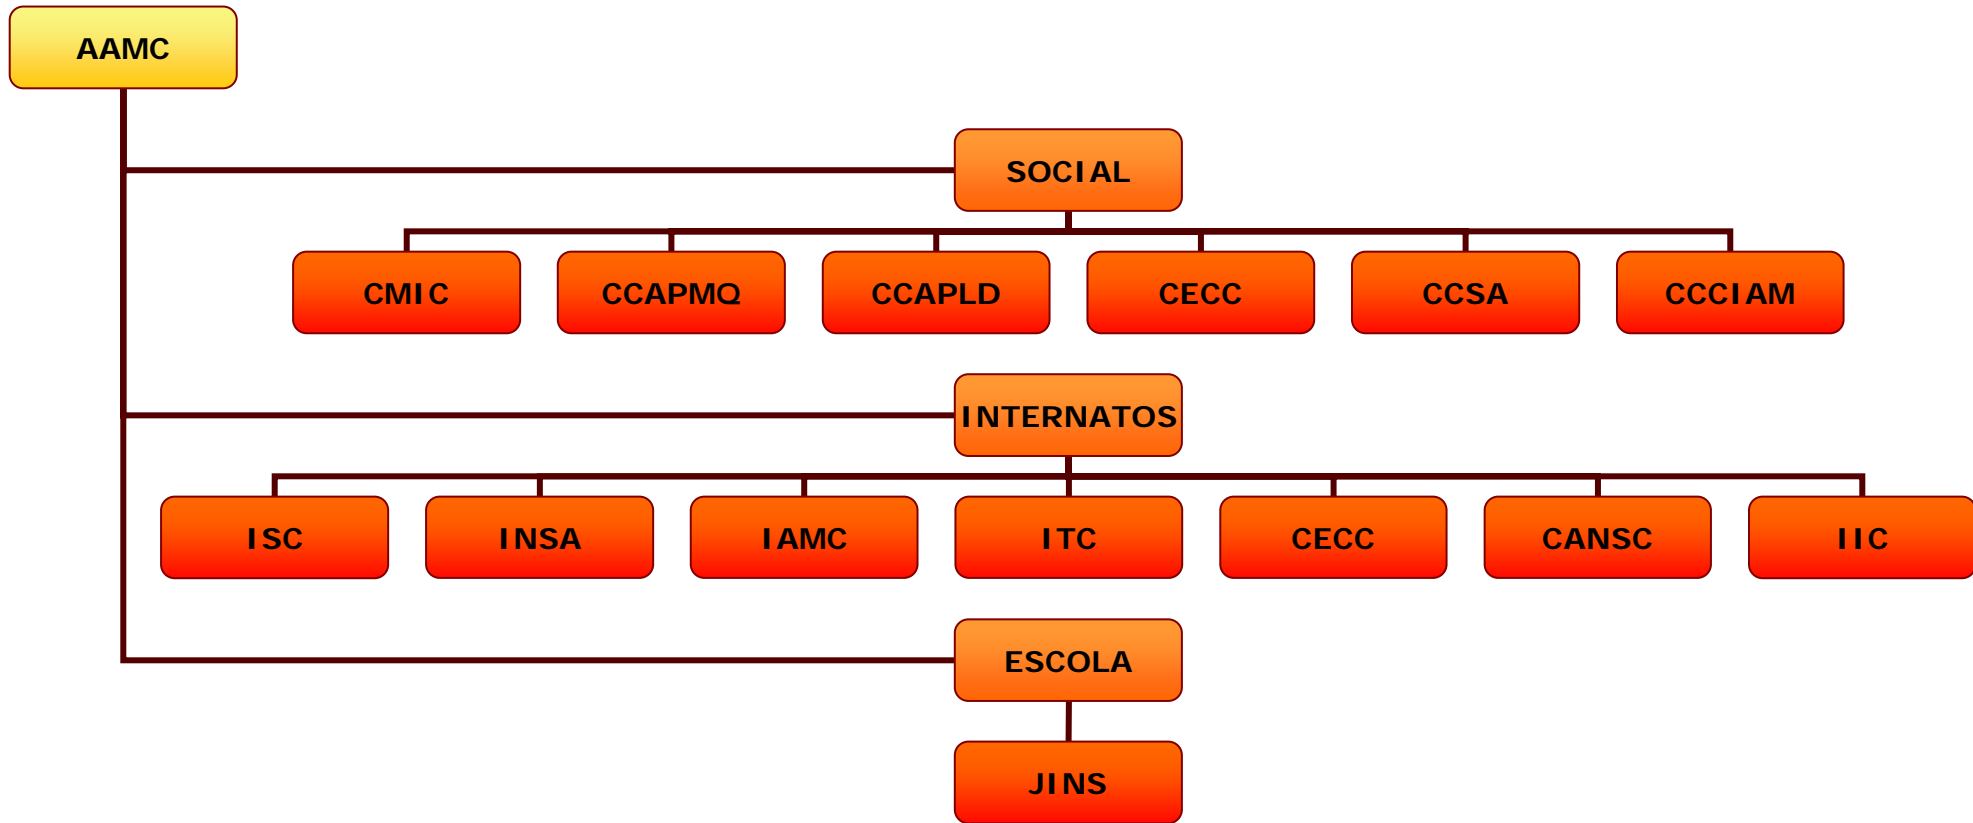 AAMC
SOCIAL
CMIC CCAPMQ CCAPLD CECC CCSA CCCIAM
INTERNATOS
ISC INSA IAMC ITC CECC CANSC IIC
ESCOLA
JINS